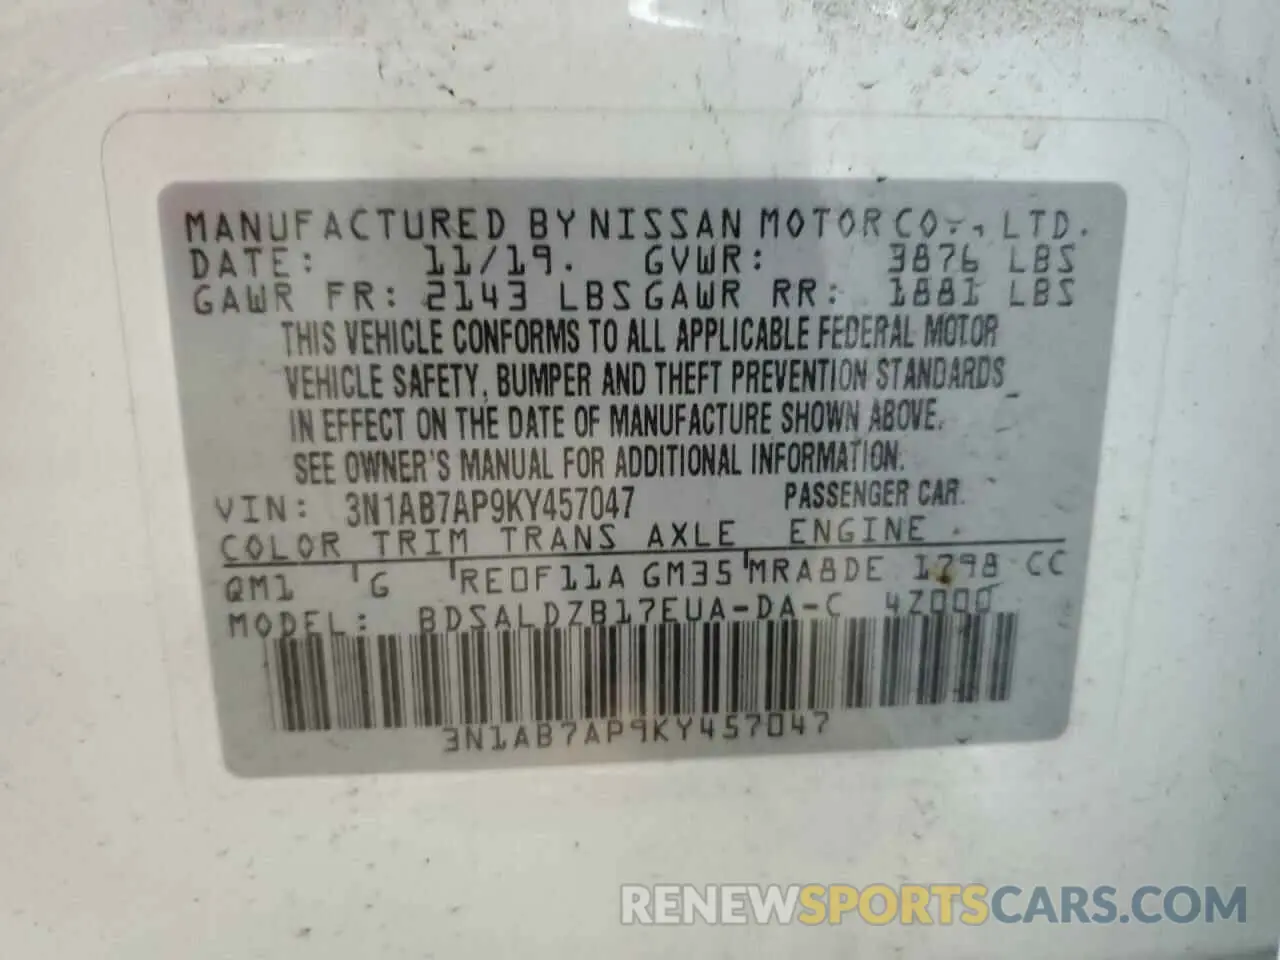 MANUFACTURED BY NISSAN MOTOR CO., LTD.
DATE: 11/19. GVWR: 3876 LBS
GAWR FR: 2143 LBS GAWR RR: 1881 LBS
THIS VEHICLE CONFORMS TO ALL APPLICABLE FEDERAL MOTOR
VEHICLE SAFETY, BUMPER AND THEFT PREVENTION STANDARDS
IN EFFECT ON THE DATE OF MANUFACTURE SHOWN ABOVE.
SEE OWNER'S MANUAL FOR ADDITIONAL INFORMATION.
VIN: 3N1AB7AP9KY457047 PASSENGER CAR.
COLOR TRIM TRANS AXLE ENGINE
QM1 G RE0F11A GM35 MRA8DE 1798 CC
MODEL: BDSALDZB17EUA-DA-C 4Z000
3N1AB7AP9KY457047
RENEWSPORTSCARS.COM